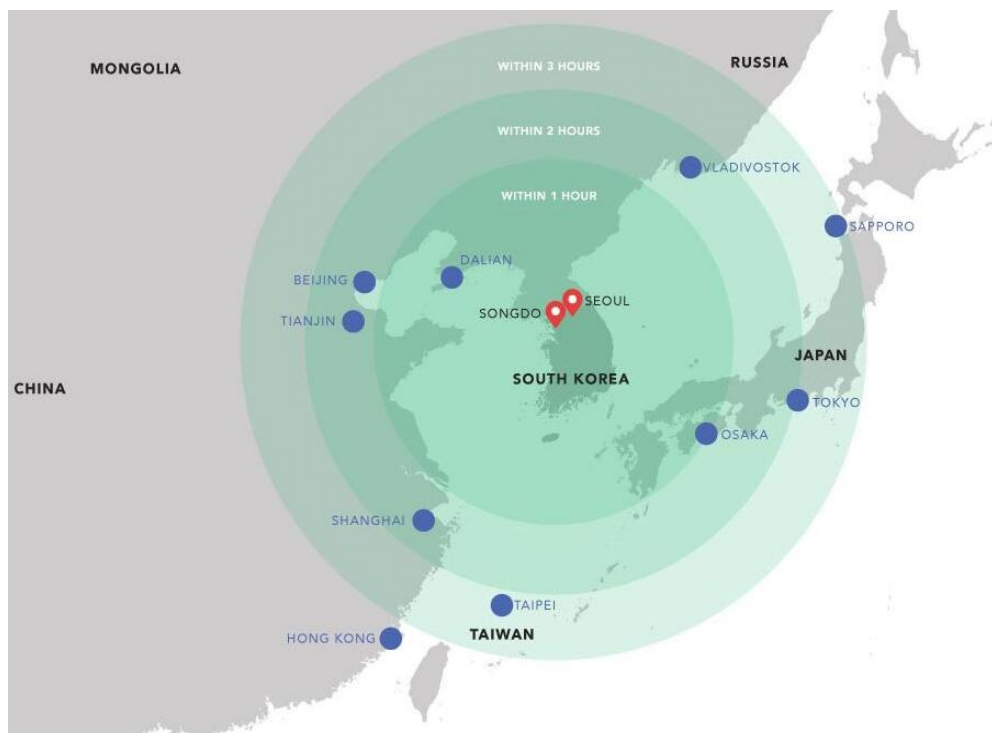 WITHIN 3 HOURS
RUSSIA
MONGOLIA
WITHIN 2 HOURS
VLADIVOSTOK
WITHIN 1 HOUR
SAPPORO
DALIAN
BEIJING
SEOUL
SONGDO
TIANJIN
JAPAN
SOUTH KOREA
CHINA
TOKYO
OSAKA
SHANGHAI
TAIPEI
TAIWAN
HONG KONG